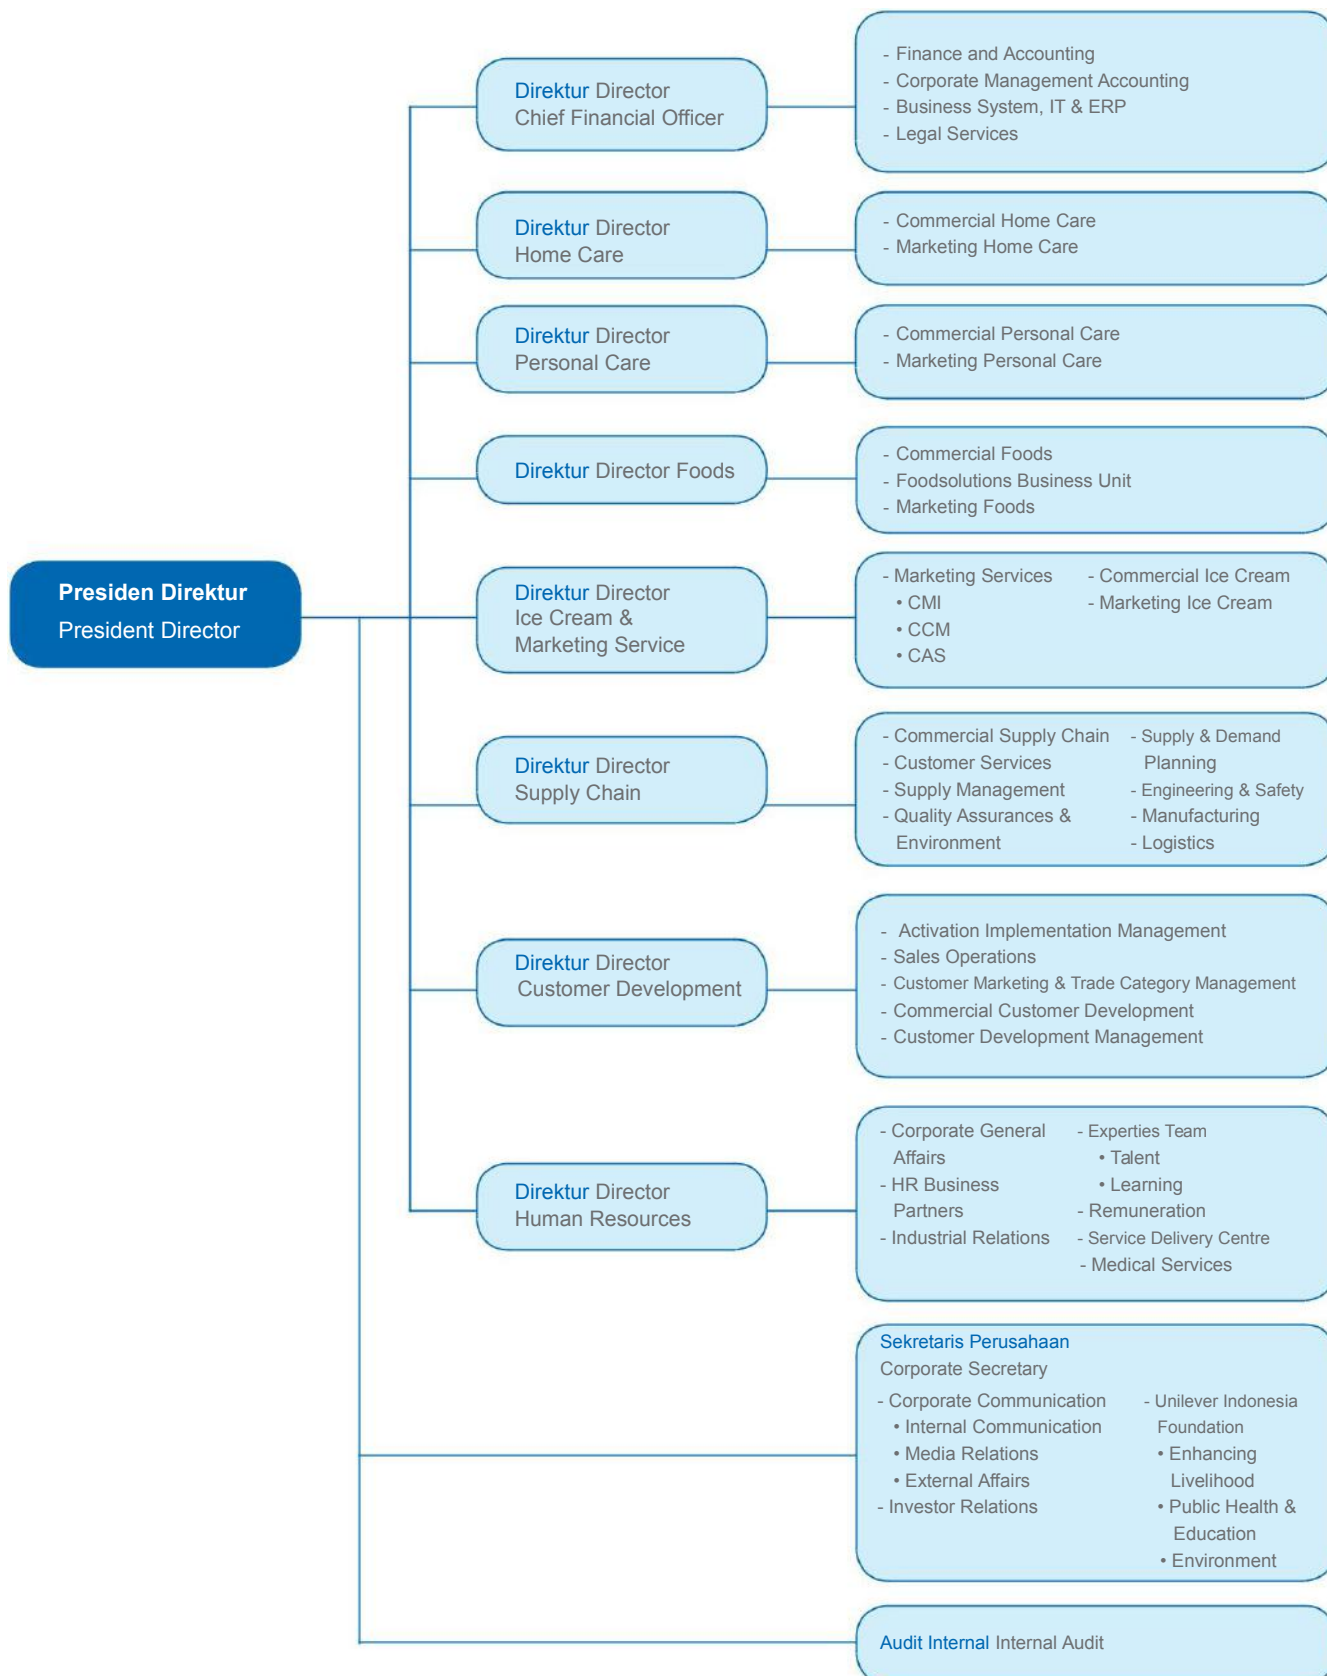 Direktur Director
Chief Financial Officer
- Finance and Accounting
- Corporate Management Accounting
- Business System, IT & ERP
- Legal Services
Direktur Director
Home Care
- Commercial Home Care
- Marketing Home Care
Direktur Director
Personal Care
- Commercial Personal Care
- Marketing Personal Care
Direktur Director Foods
- Commercial Foods
- Foodsolutions Business Unit
- Marketing Foods
Presiden Direktur
President Director
Direktur Director
Ice Cream &
Marketing Service
- Marketing Services
• CMI
• CCM
• CAS
- Commercial Ice Cream
- Marketing Ice Cream
Direktur Director
Supply Chain
- Commercial Supply Chain
- Customer Services
- Supply Management
- Quality Assurances &
Environment
- Supply & Demand
Planning
- Engineering & Safety
- Manufacturing
- Logistics
Direktur Director
Customer Development
- Activation Implementation Management
- Sales Operations
- Customer Marketing & Trade Category Management
- Commercial Customer Development
- Customer Development Management
Direktur Director
Human Resources
- Corporate General
Affairs
- HR Business
Partners
- Industrial Relations
- Experties Team
• Talent
• Learning
- Remuneration
- Service Delivery Centre
- Medical Services
Sekretaris Perusahaan
Corporate Secretary
- Corporate Communication
• Internal Communication
• Media Relations
• External Affairs
- Investor Relations
- Unilever Indonesia
Foundation
• Enhancing
Livelihood
• Public Health &
Education
• Environment
Audit Internal Internal Audit